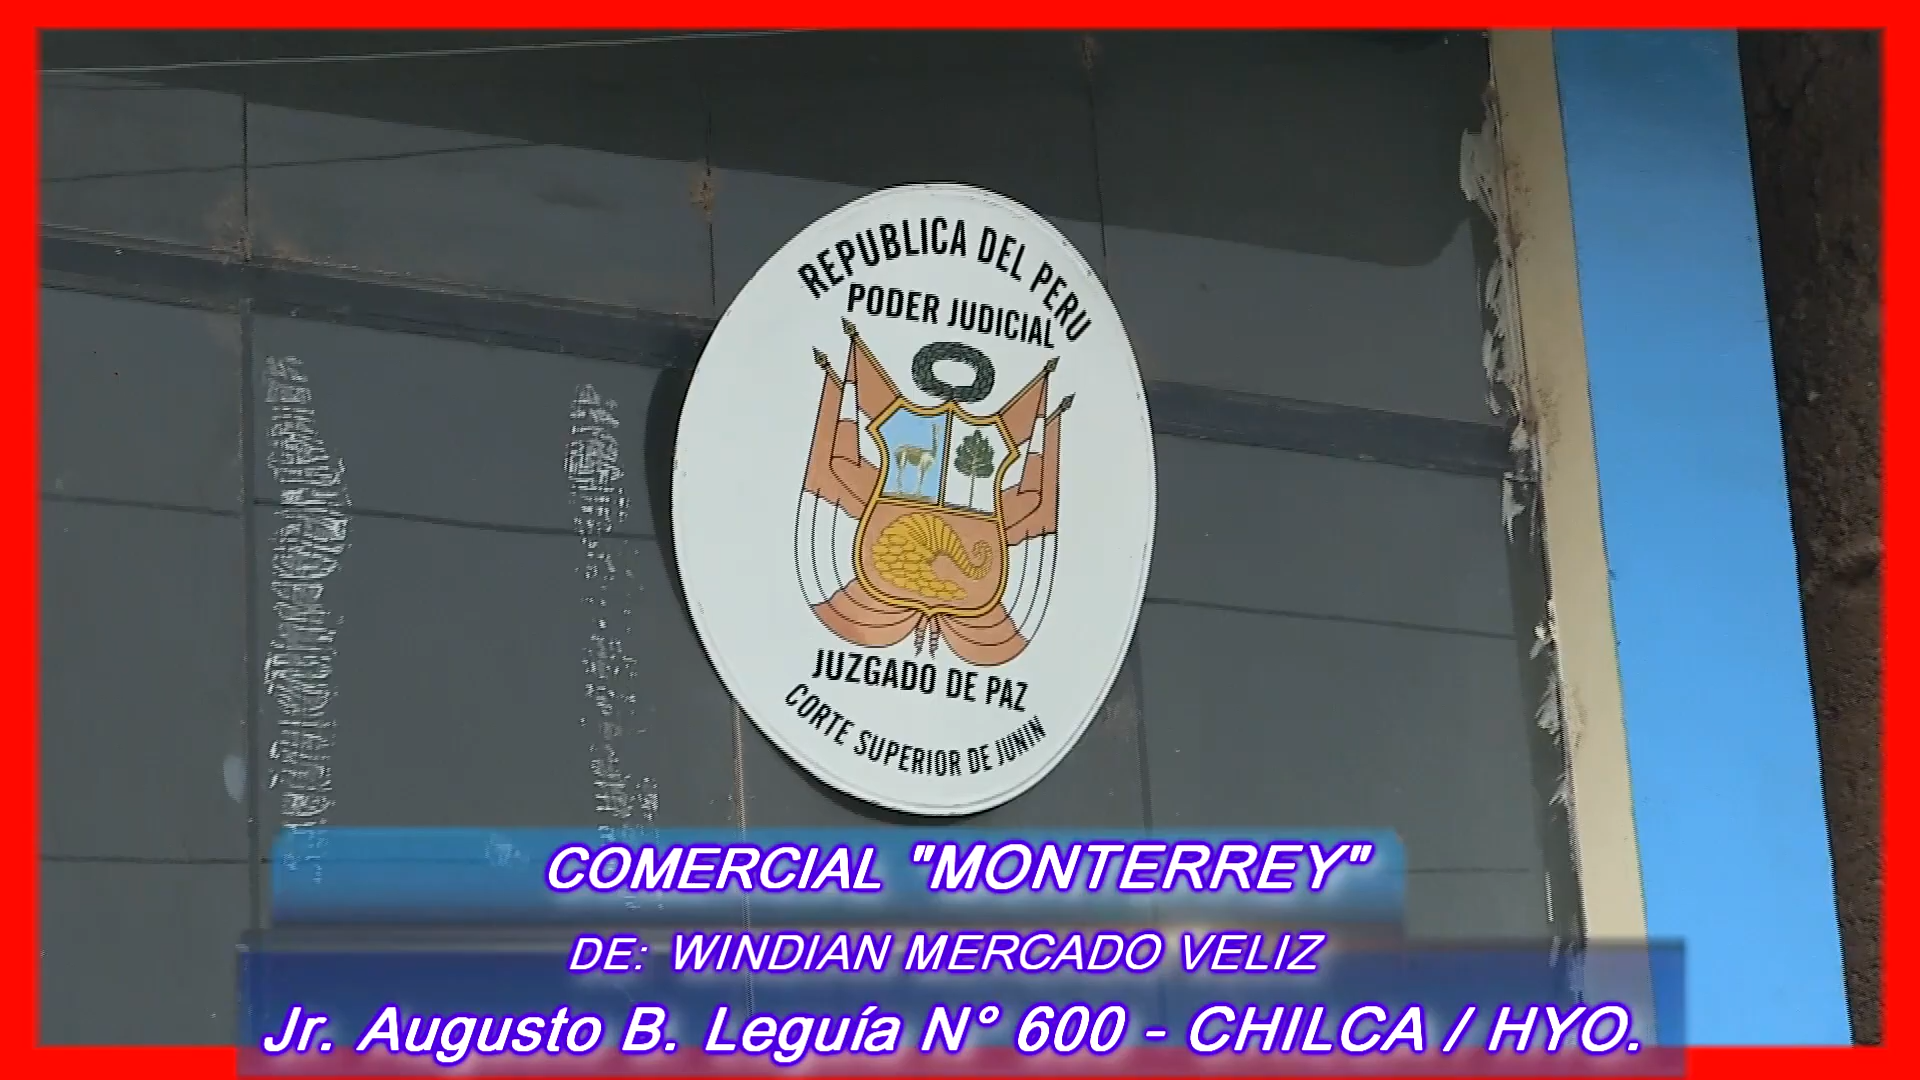 REPUBLICA DEL PERU
PODER JUDICIAL
JUZGADO DE PAZ
CORTE SUPERIOR DE JUNIN
COMERCIAL "MONTERREY"
DE: WINDIAN MERCADO VELIZ
Jr. Augusto B. Leguía N° 600 - CHILCA / HYO.